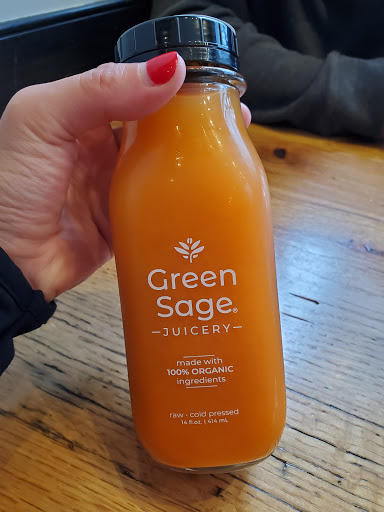 Green
Sage®
JUICERY
made with
100% ORGANIC
ingredients
raw • cold pressed
14 fl.oz. | 414 mL